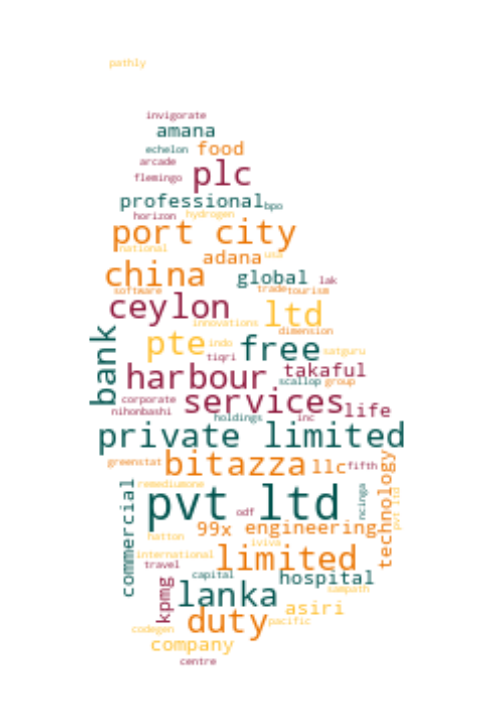 pathly
invigorate
amana
echelon food
arcade
flemingo plc
professional bpo
horizon hydrogen
port city
national
adana usa
china global lak
software trade tourism
ceylon ltd
innovations dimension
bank pte indo free satguru
tiqri
harbour takaful
scallop group
corporate services life
nihonbashi holdings inc
private limited
greenstat bitazza llc fifth
technology
remediumone
commercial pvt ltd ncinga pvt ltd
odf
99x engineering
hatton iviva
international limited
travel
capital hospital
kpmg lanka sampath
asiri
duty pacific
codegen
company
centre